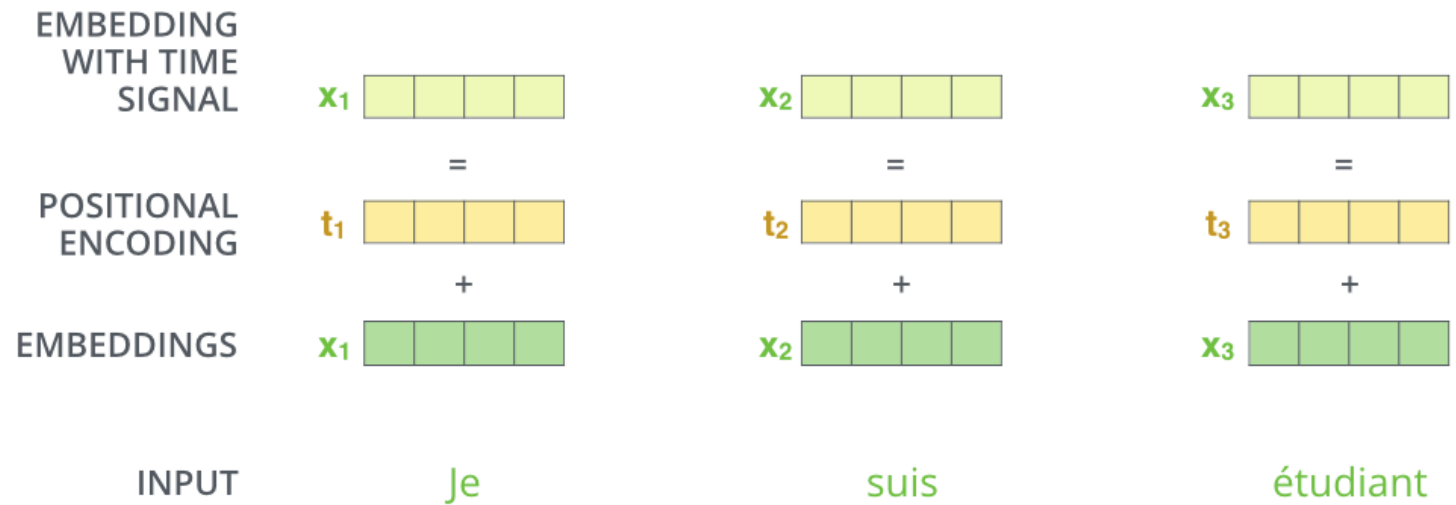 EMBEDDING
WITH TIME
SIGNAL
x1
x2
x3
=
=
=
POSITIONAL
ENCODING
t1
t2
t3
+
+
+
EMBEDDINGS
x1
x2
x3
INPUT
Je
suis
étudiant